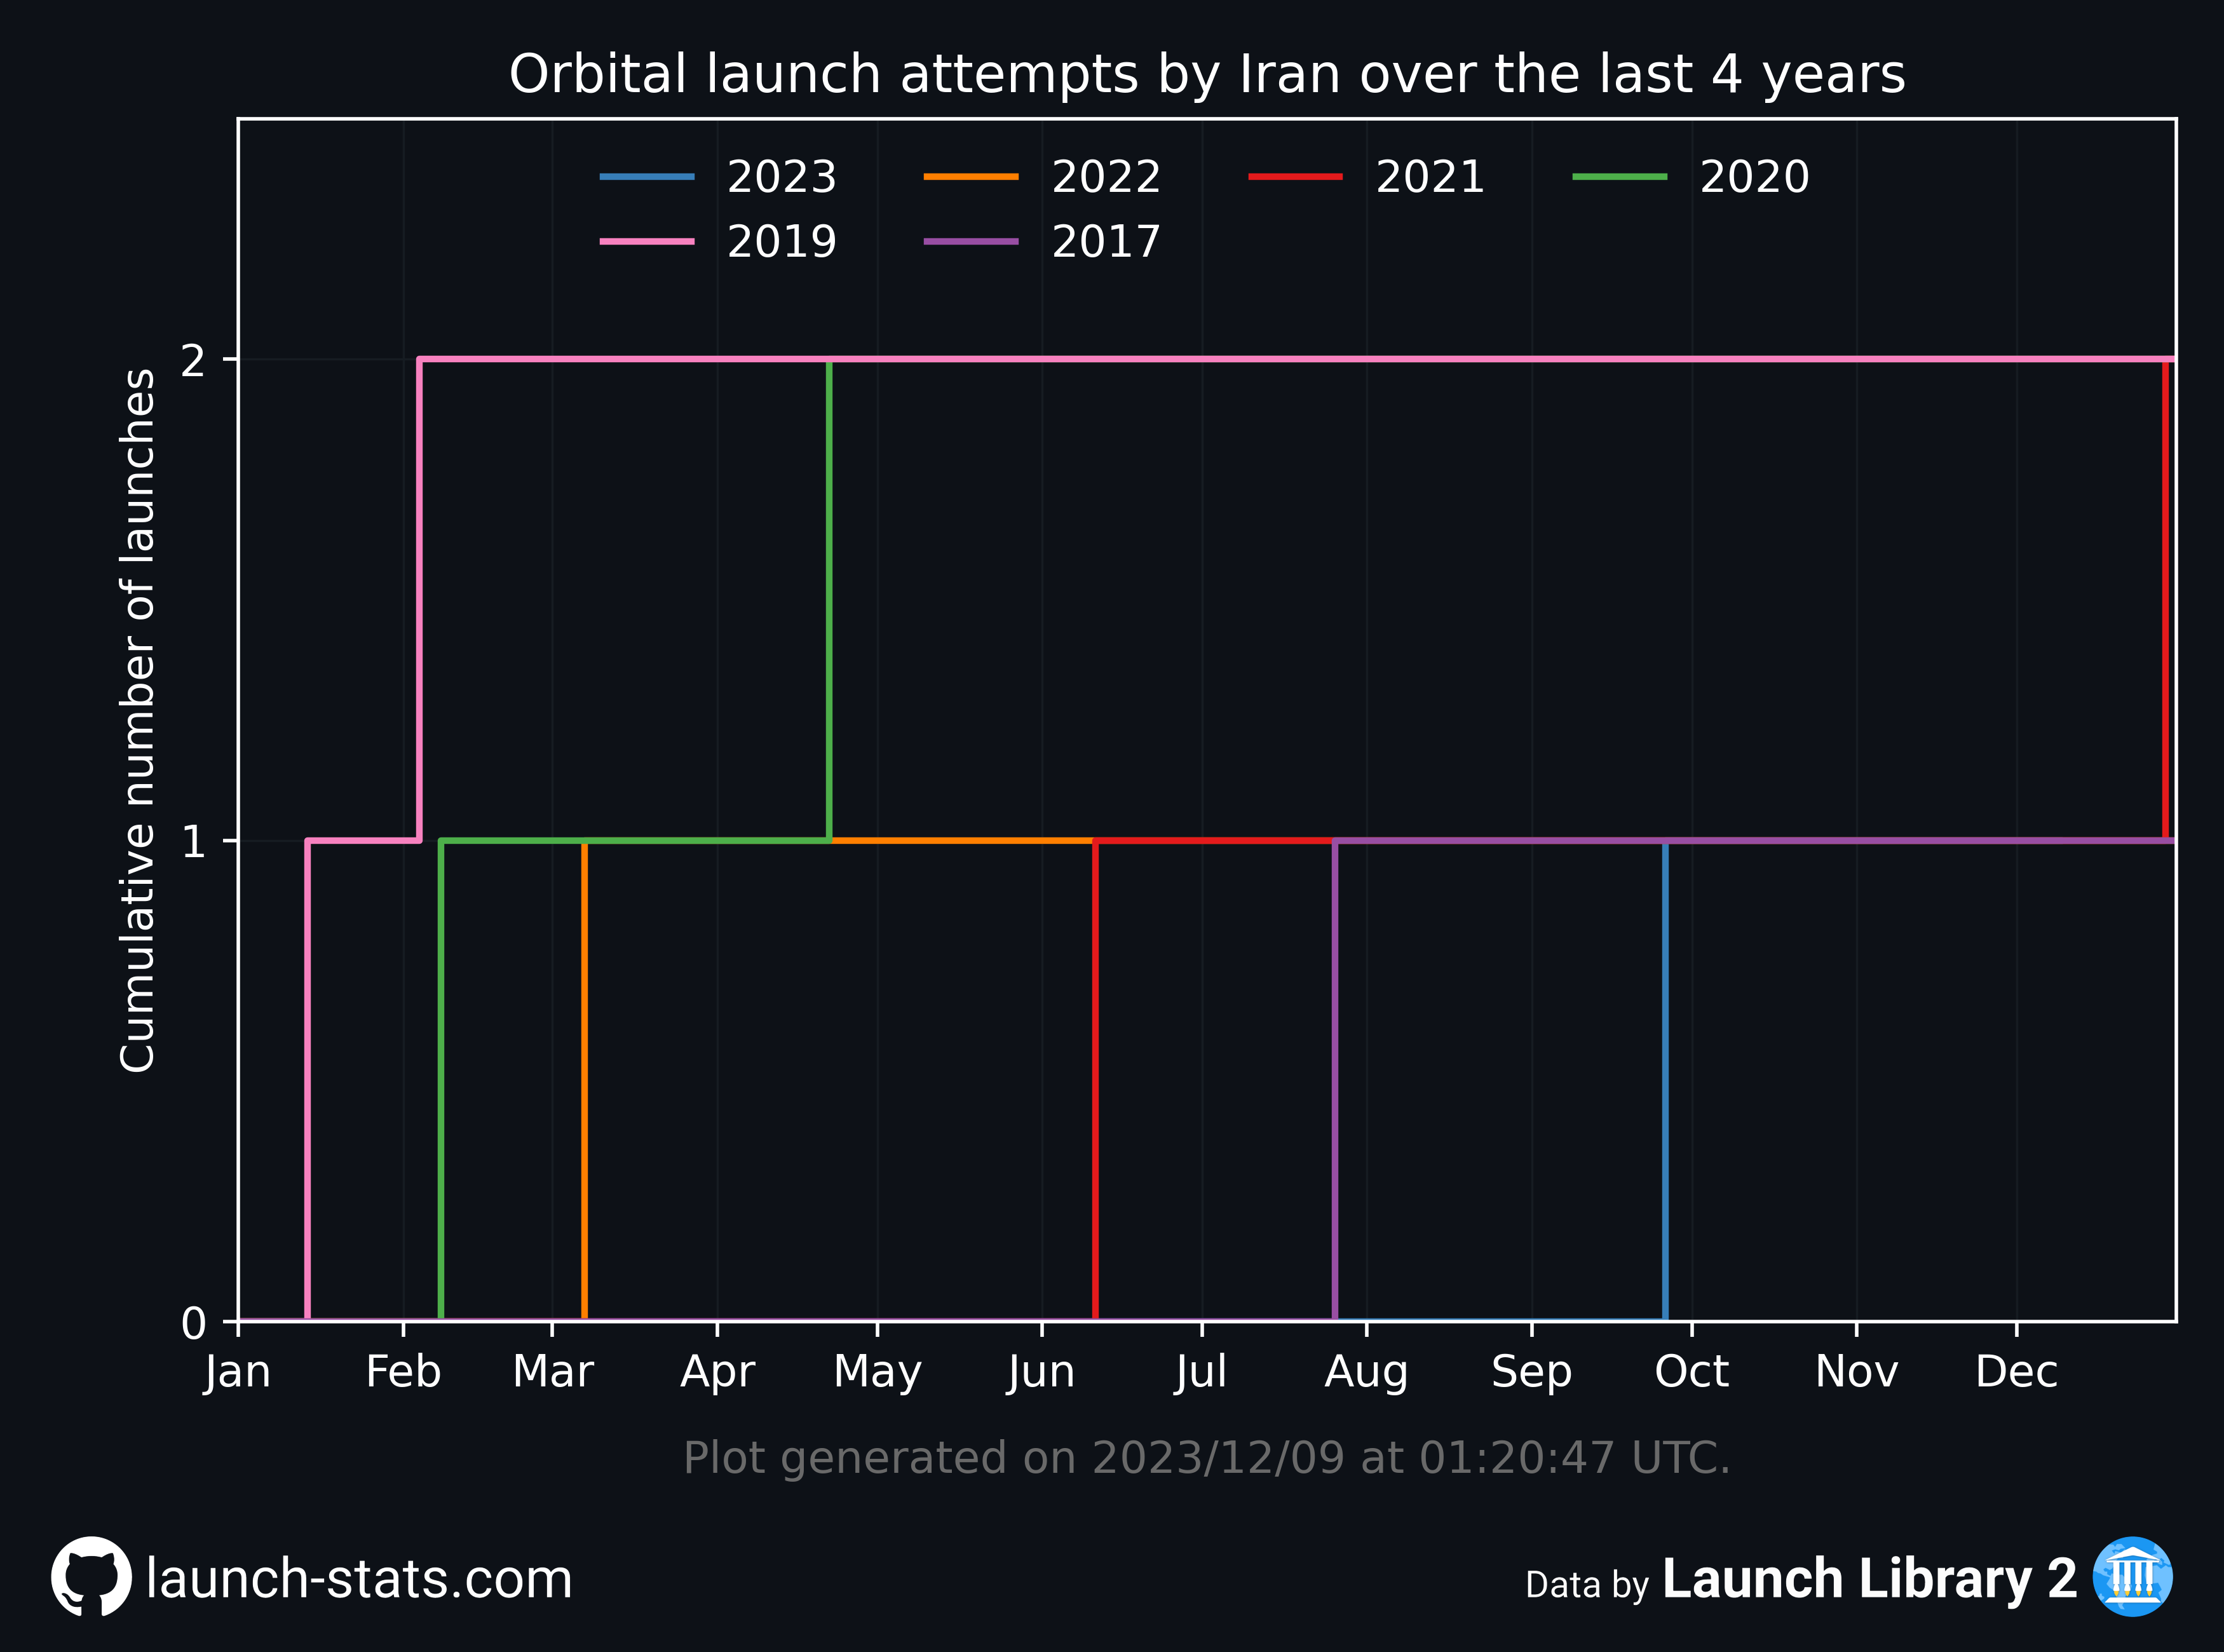 Orbital launch attempts by Iran over the last 4 years
2023 2022 2021 2020
2019 2017
Cumulative number of launches
2
1
0
Jan Feb Mar Apr May Jun Jul Aug Sep Oct Nov Dec
Plot generated on 2023/12/09 at 01:20:47 UTC.
launch-stats.com
Data by Launch Library 2